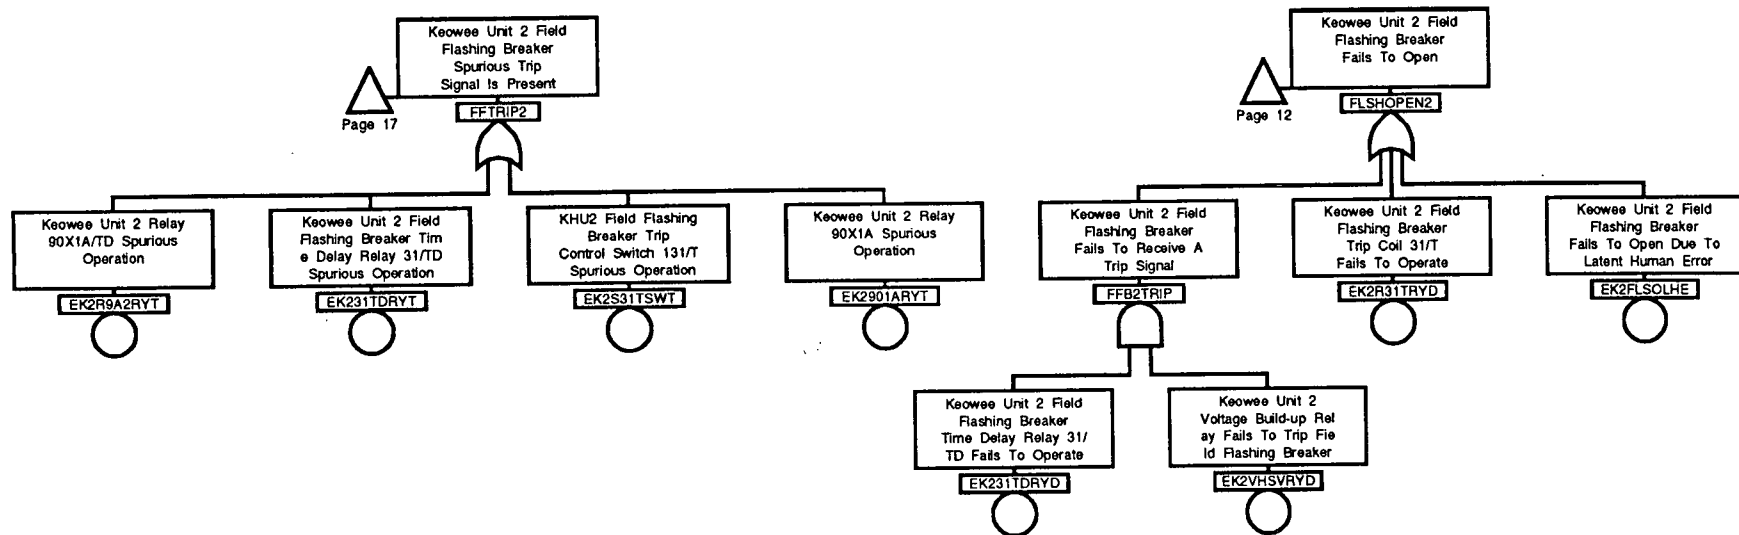 Keowee Unit 2 Field
Flashing Breaker
Spurious Trip
Signal Is Present
Page 17
FFTRIP2
Keowee Unit 2 Relay
90X1A/TD Spurious
Operation
EK2R9A2RYT
Keowee Unit 2 Field
Flashing Breaker Tim
e Delay Relay 31/TD
Spurious Operation
EK231TDRYT
KHU2 Field Flashing
Breaker Trip
Control Switch 131/T
Spurious Operation
EK2S31TSWT
Keowee Unit 2 Relay
90X1A Spurious
Operation
EK2901ARYT
Keowee Unit 2 Field
Flashing Breaker
Fails To Open
Page 12
FLSHOPEN2
Keowee Unit 2 Field
Flashing Breaker
Fails To Receive A
Trip Signal
FFB2TRIP
Keowee Unit 2 Field
Flashing Breaker
Trip Coil 31/T
Fails To Operate
EK2R31TRYD
Keowee Unit 2 Field
Flashing Breaker
Fails To Open Due To
Latent Human Error
EK2FLSOLHE
Keowee Unit 2 Field
Flashing Breaker
Time Delay Relay 31/
TD Fails To Operate
EK231TDRYD
Keowee Unit 2
Voltage Build-up Rel
ay Fails To Trip Fie
ld Flashing Breaker
EK2VHSVRYD